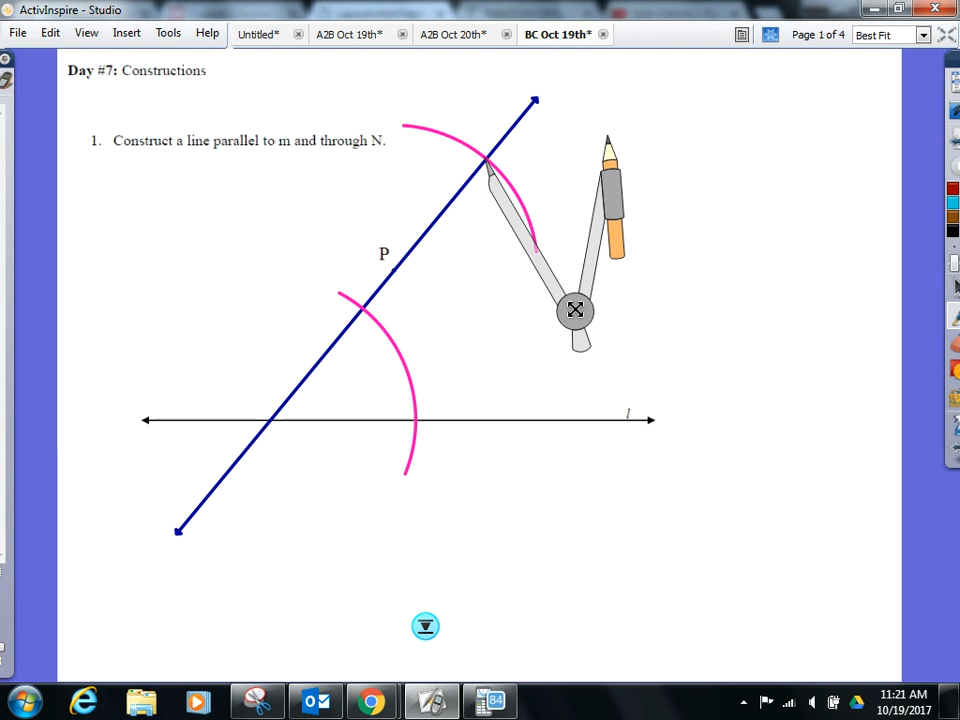 ActivInspire - Studio
File Edit View Insert Tools Help Untitled* A2B Oct 19th* A2B Oct 20th* BC Oct 19th* Page 1 of 4 Best Fit
Day #7: Constructions
1. Construct a line parallel to m and through N.
P
l
84
11:21 AM
10/19/2017